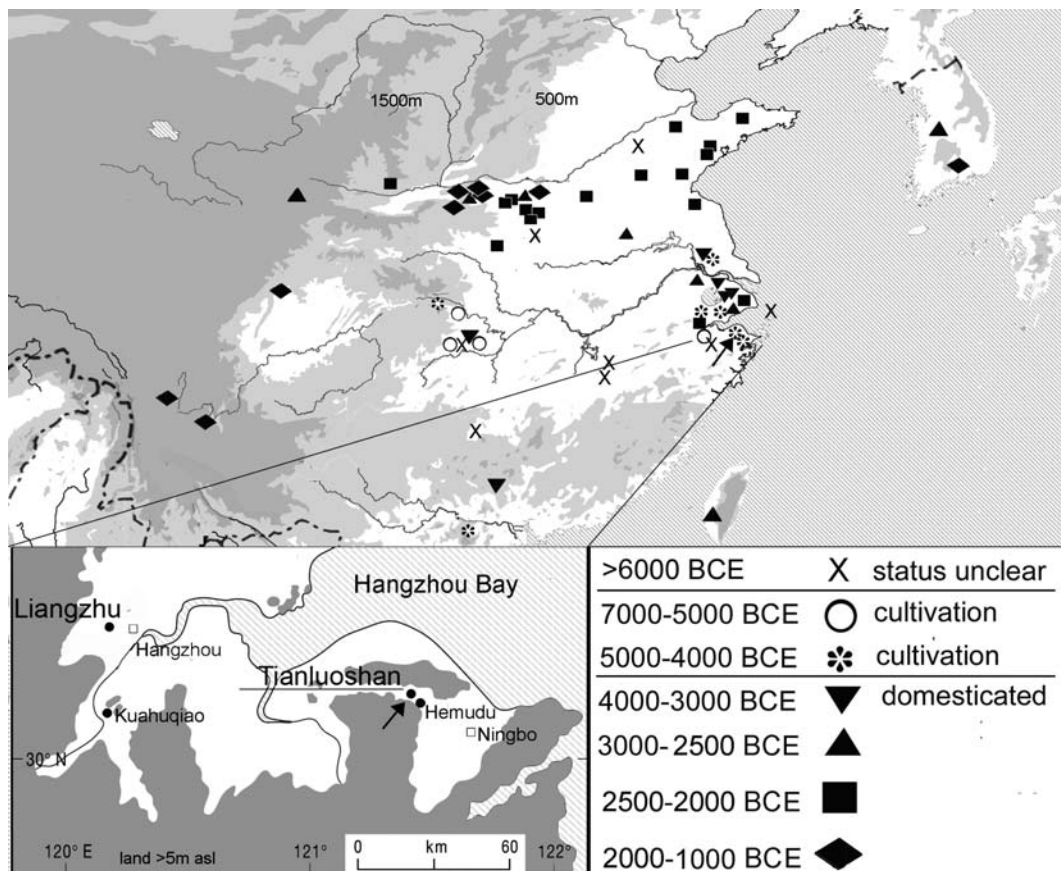 1500m 500m
Hangzhou Bay
Liangzhu
Hangzhou
Tianluoshan
Kuahuqiao
Hemudu
Ningbo
30° N
0 km 60
120° E land >5m asl 121° 122°
>6000 BCE X status unclear
7000-5000 BCE cultivation
5000-4000 BCE cultivation
4000-3000 BCE domesticated
3000-2500 BCE
2500-2000 BCE
2000-1000 BCE